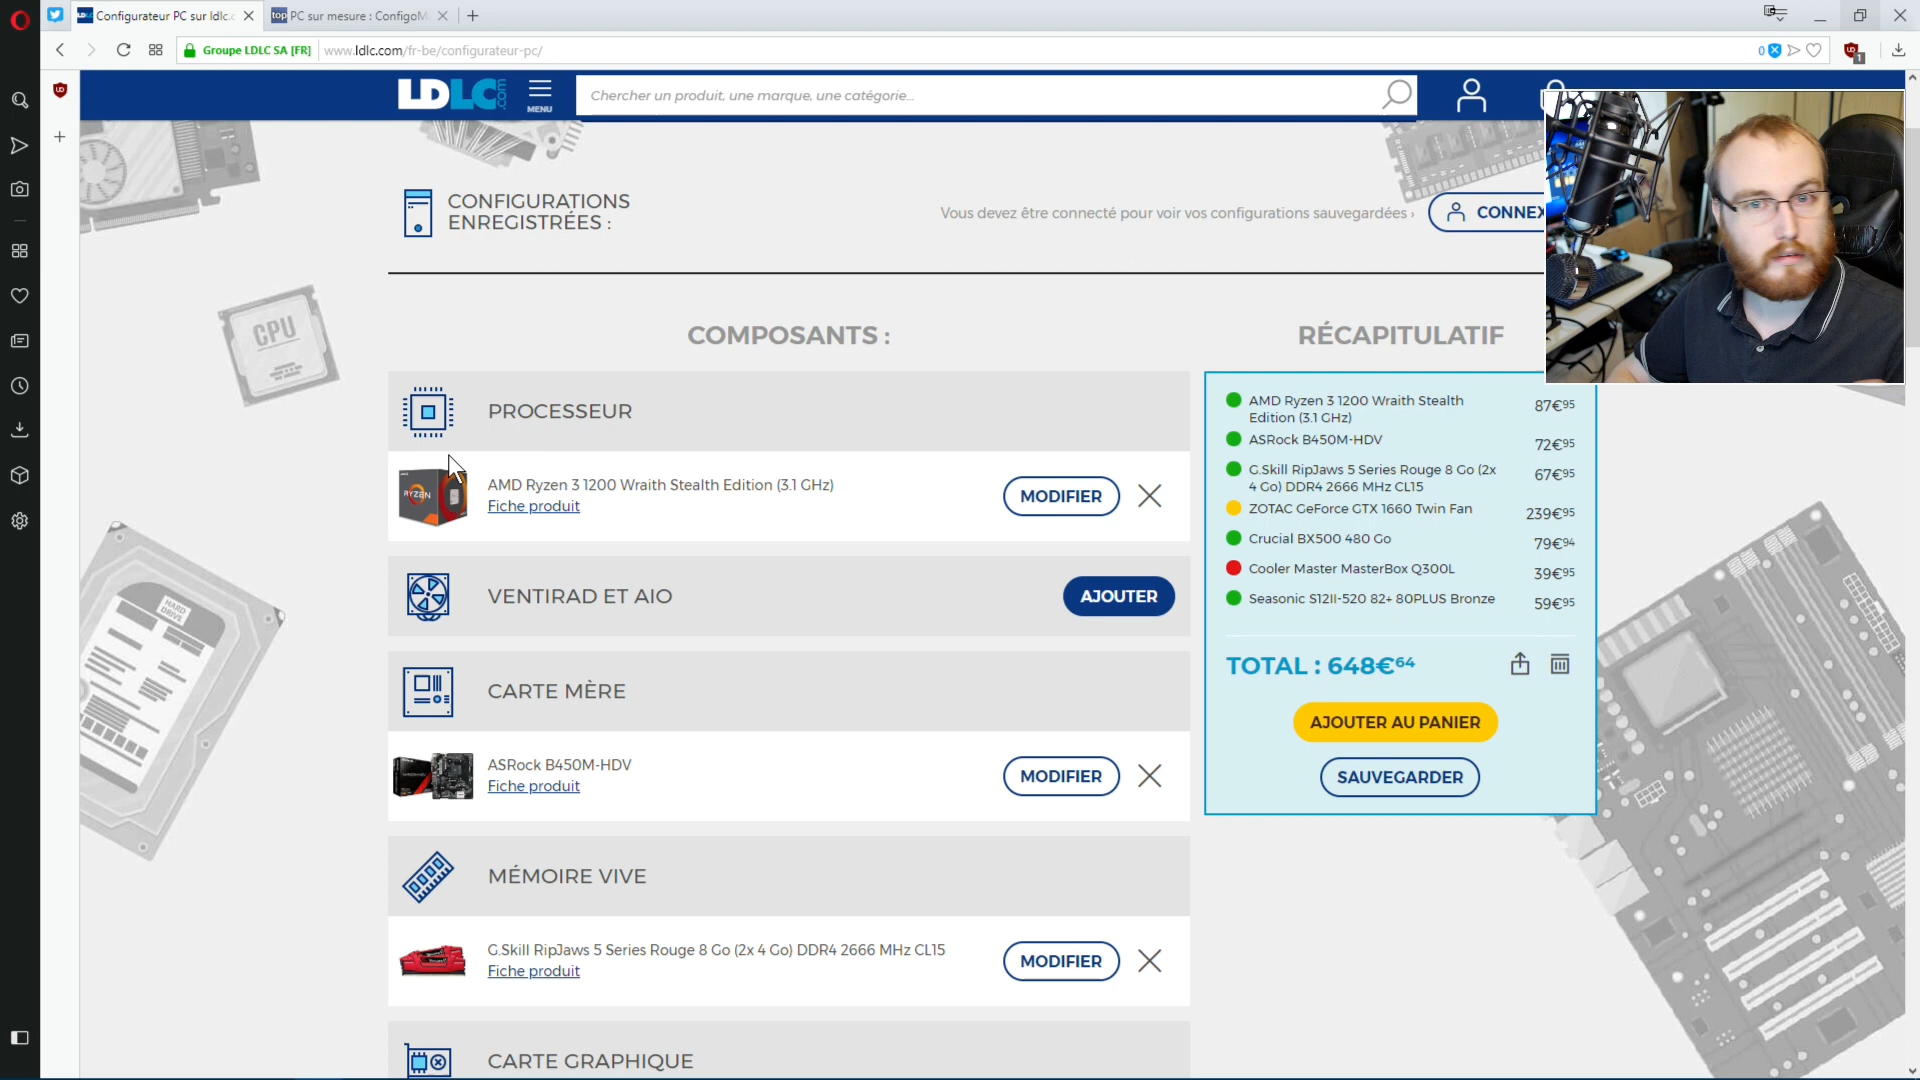 Configurateur PC sur ldlc.c
top PC sur mesure : ConfigoM
Groupe LDLC SA [FR]
www.ldlc.com/fr-be/configurateur-pc/
0
1
LDLC.com
MENU
Chercher un produit, une marque, une catégorie...
CONFIGURATIONS
ENREGISTRÉES :
Vous devez être connecté pour voir vos configurations sauvegardées ›
CONNEX
CPU
COMPOSANTS :
PROCESSEUR
RYZEN
AMD Ryzen 3 1200 Wraith Stealth Edition (3.1 GHz)
Fiche produit
MODIFIER
VENTIRAD ET AIO
AJOUTER
HARD
DRIVE
CARTE MÈRE
ASRock B450M-HDV
Fiche produit
MODIFIER
MÉMOIRE VIVE
G.Skill RipJaws 5 Series Rouge 8 Go (2x 4 Go) DDR4 2666 MHz CL15
Fiche produit
MODIFIER
CARTE GRAPHIQUE
RÉCAPITULATIF
AMD Ryzen 3 1200 Wraith Stealth
Edition (3.1 GHz)
87€95
ASRock B450M-HDV
72€95
G.Skill RipJaws 5 Series Rouge 8 Go (2x
4 Go) DDR4 2666 MHz CL15
67€95
ZOTAC GeForce GTX 1660 Twin Fan
239€95
Crucial BX500 480 Go
79€94
Cooler Master MasterBox Q300L
39€95
Seasonic S12II-520 82+ 80PLUS Bronze
59€95
TOTAL : 648€64
AJOUTER AU PANIER
SAUVEGARDER